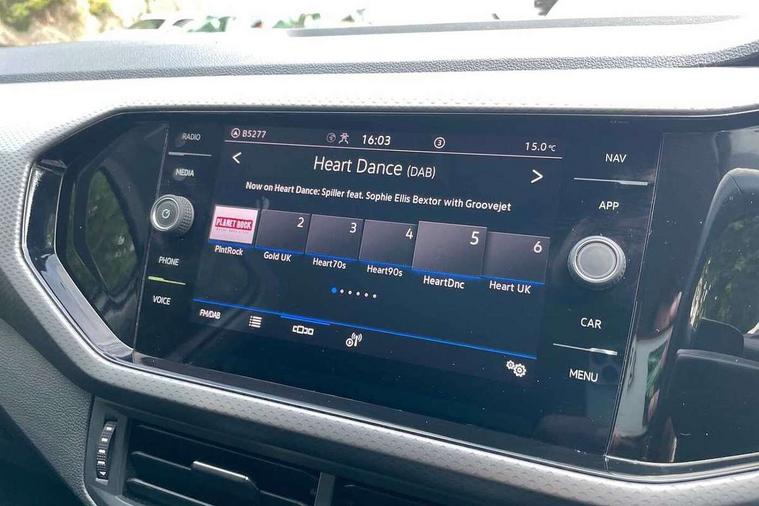 RADIO
MEDIA
PHONE
VOICE
B5277
16:03
3
15.0°C
Heart Dance (DAB)
Now on Heart Dance: Spiller feat. Sophie Ellis Bextor with Groovejet
PLANET ROCK
2
3
4
5
6
PlntRock
Gold UK
Heart70s
Heart90s
HeartDnc
Heart UK
FM/DAB
NAV
APP
CAR
MENU